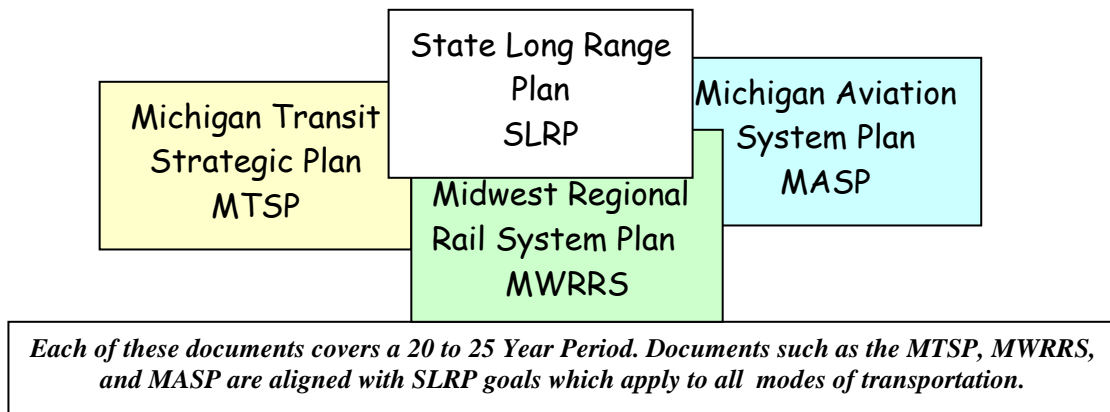 State Long Range
Plan
SLRP
Michigan Transit
Strategic Plan
MTSP
Michigan Aviation
System Plan
MASP
Midwest Regional
Rail System Plan
MWRRS
Each of these documents covers a 20 to 25 Year Period. Documents such as the MTSP, MWRRS,
and MASP are aligned with SLRP goals which apply to all modes of transportation.